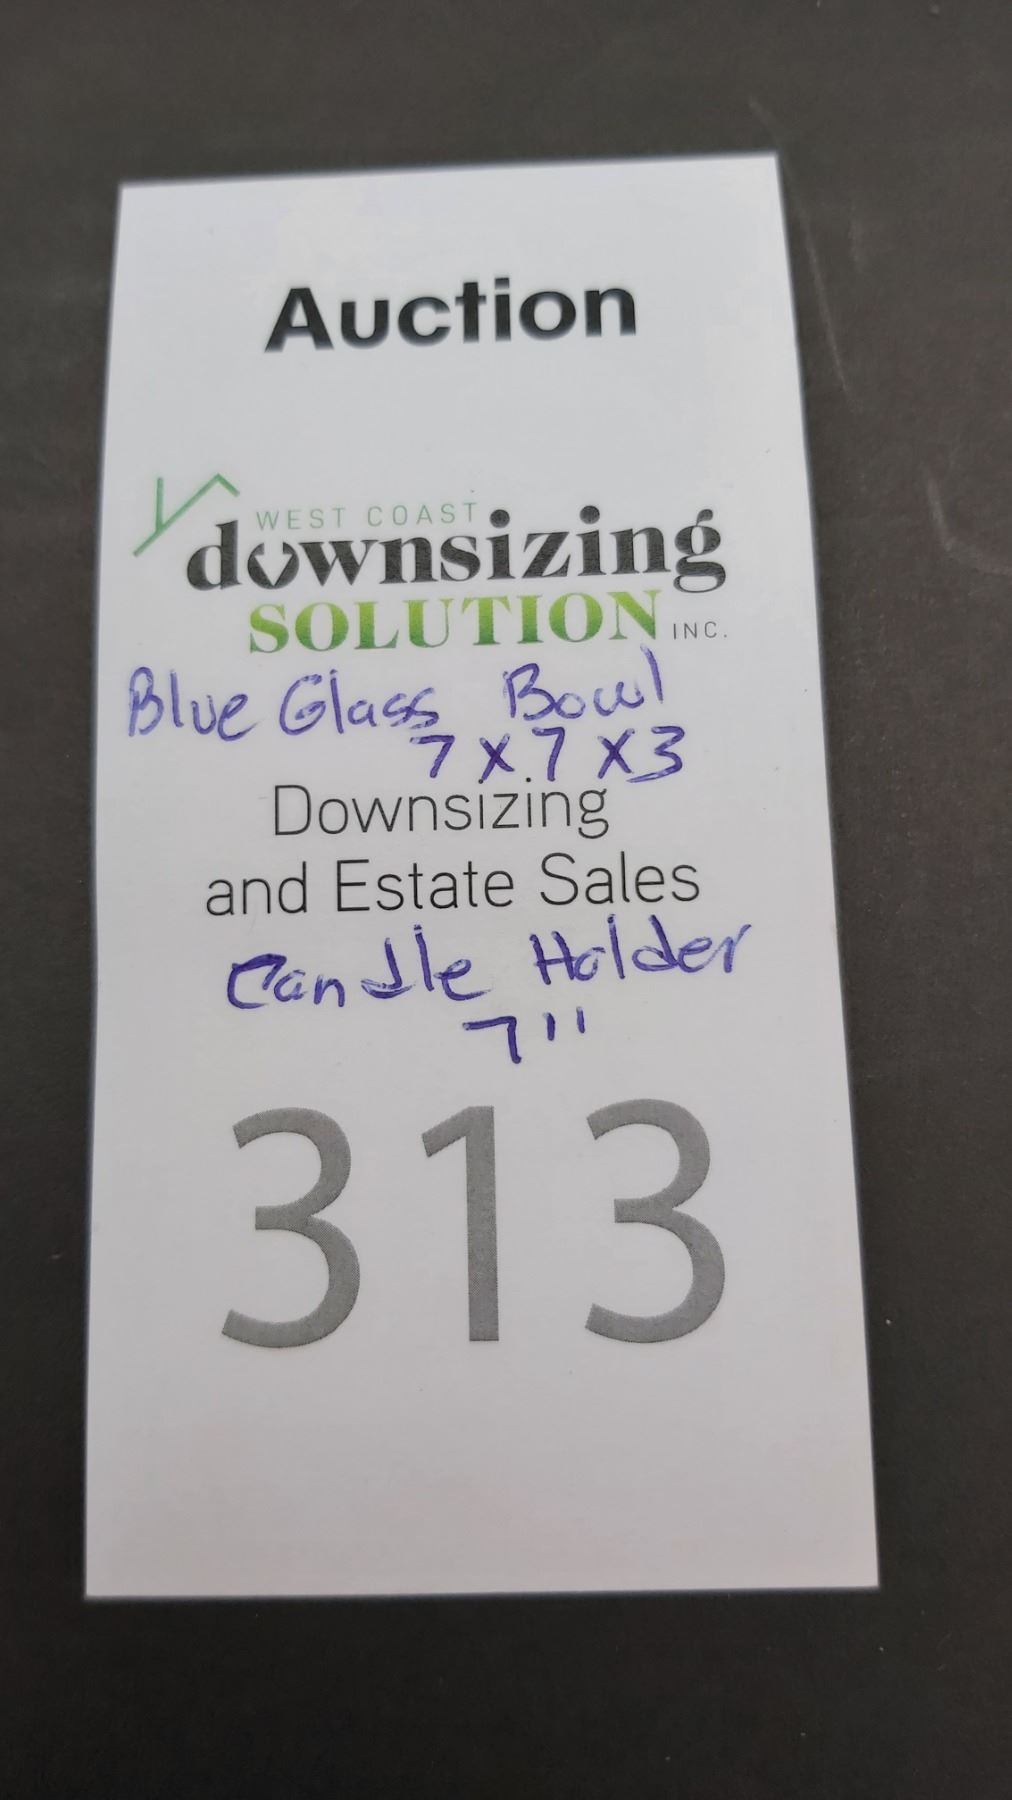 Auction
WEST COAST
downsizing
SOLUTION INC.
Blue Glass Bowl
7 x 7 x 3
Downsizing
and Estate Sales
Candle Holder
7"
313